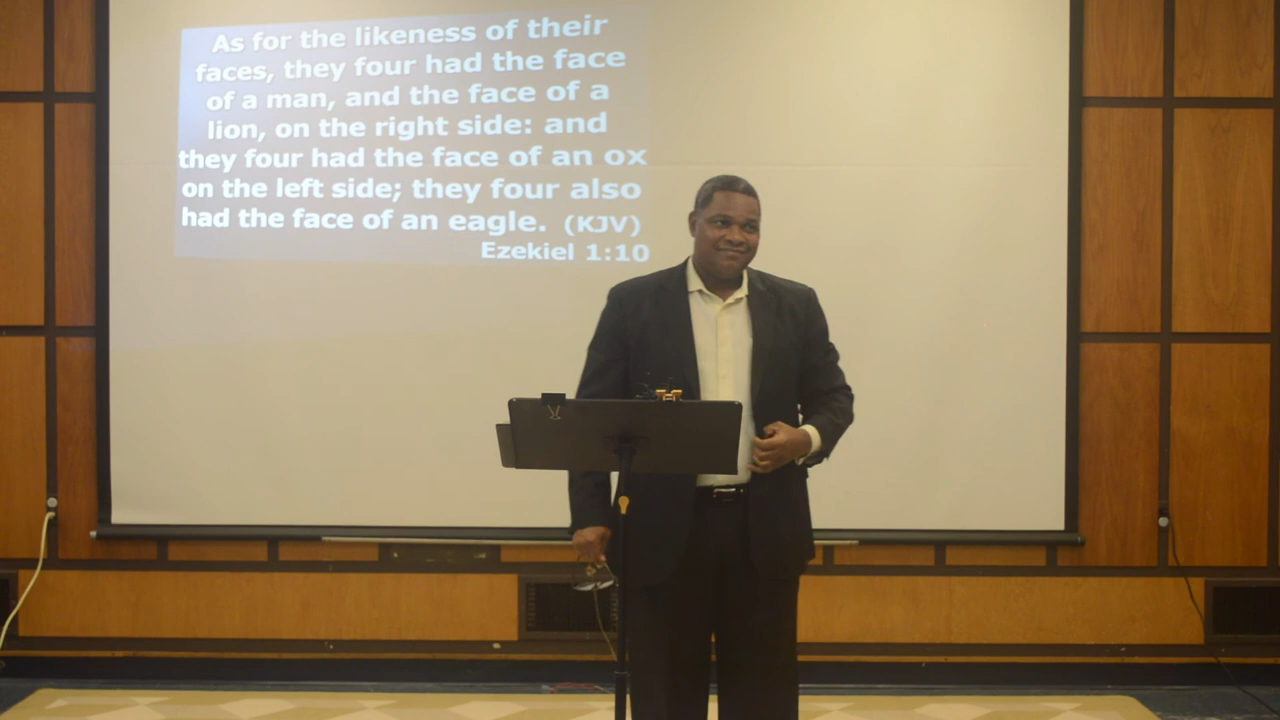 As for the likeness of their
faces, they four had the face
of a man, and the face of a
lion, on the right side: and
they four had the face of an ox
on the left side; they four also
had the face of an eagle. (KJV)
Ezekiel 1:10